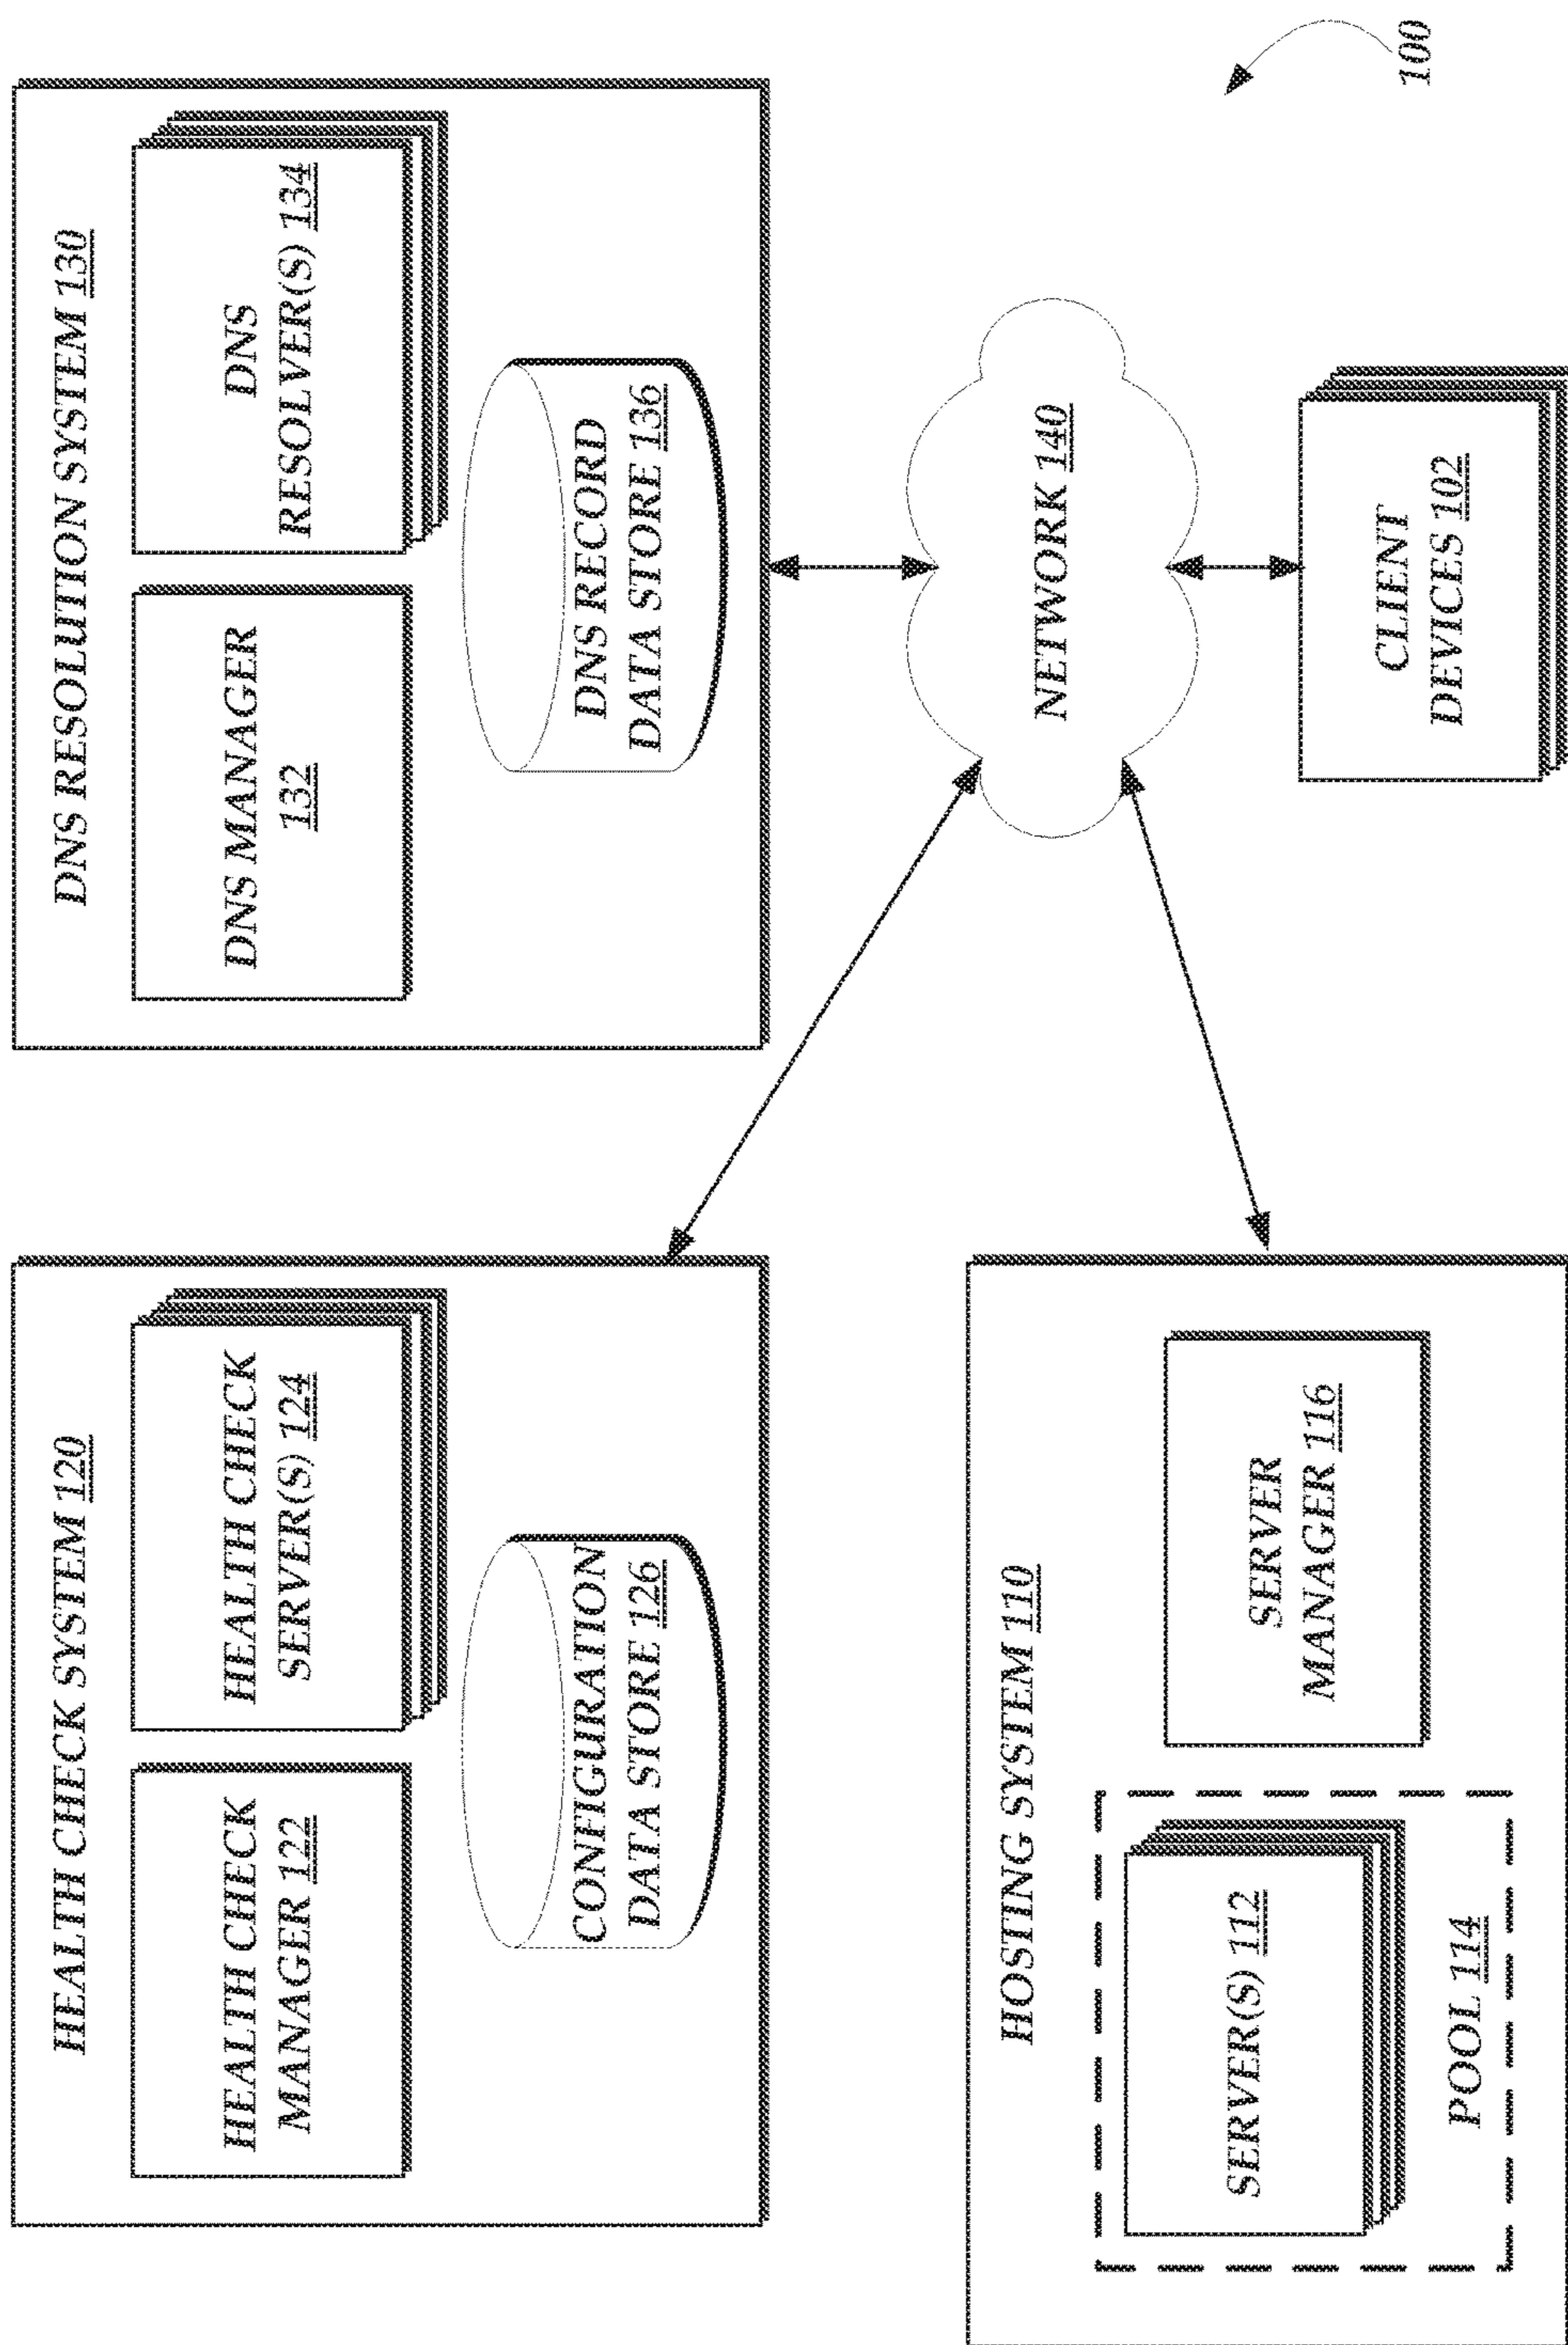 HEALTH CHECK SYSTEM 120
HEALTH CHECK
MANAGER 122
HEALTH CHECK
SERVER(S) 124
CONFIGURATION
DATA STORE 126
DNS RESOLUTION SYSTEM 130
DNS MANAGER
132
DNS
RESOLVER(S) 134
DNS RECORD
DATA STORE 136
HOSTING SYSTEM 110
SERVER(S) 112
POOL 114
SERVER
MANAGER 116
NETWORK 140
CLIENT
DEVICES 102
100